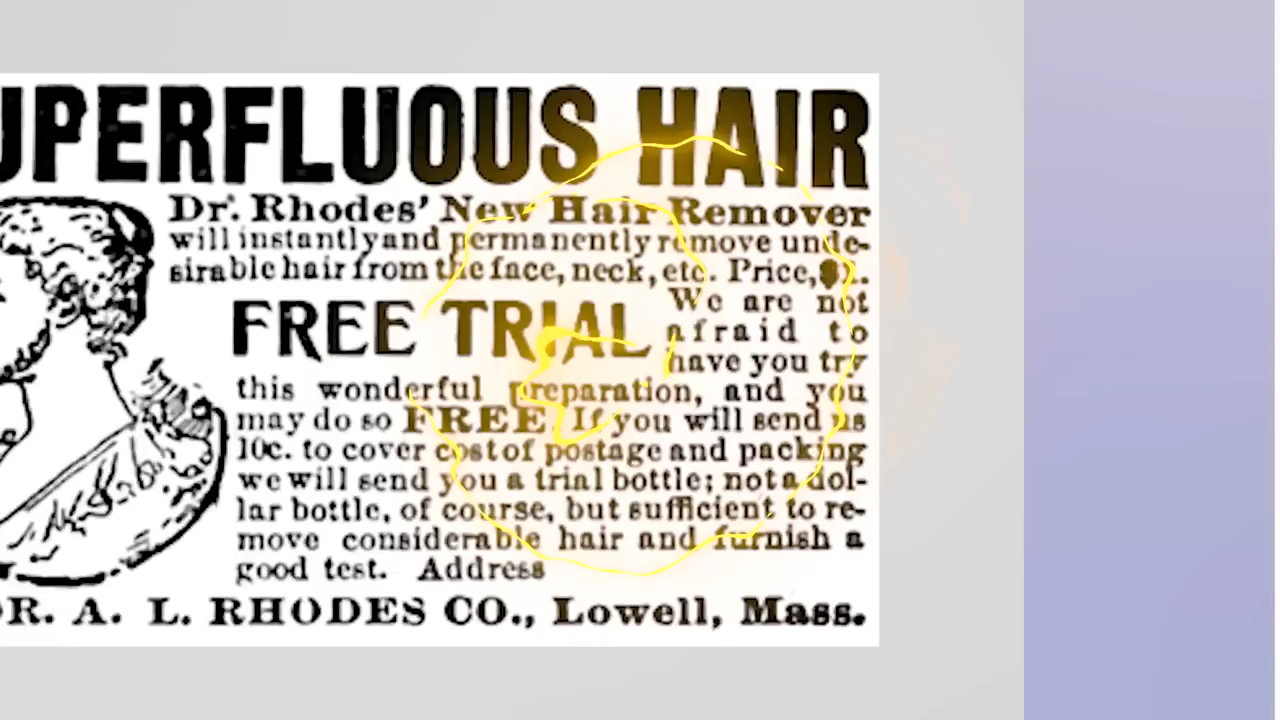 UPERFLUOUS HAIR
Dr. Rhodes' New Hair Remover
will instantly and permanently remove unde-
sirable hair from the face, neck, etc. Price, $1.
FREE TRIAL
We are not
afraid to
have you try
this wonderful preparation, and you
may do so FREE. If you will send us
10c. to cover cost of postage and packing
we will send you a trial bottle; not a dol-
lar bottle, of course, but sufficient to re-
move considerable hair and furnish a
good test. Address
DR. A. L. RHODES CO., Lowell, Mass.